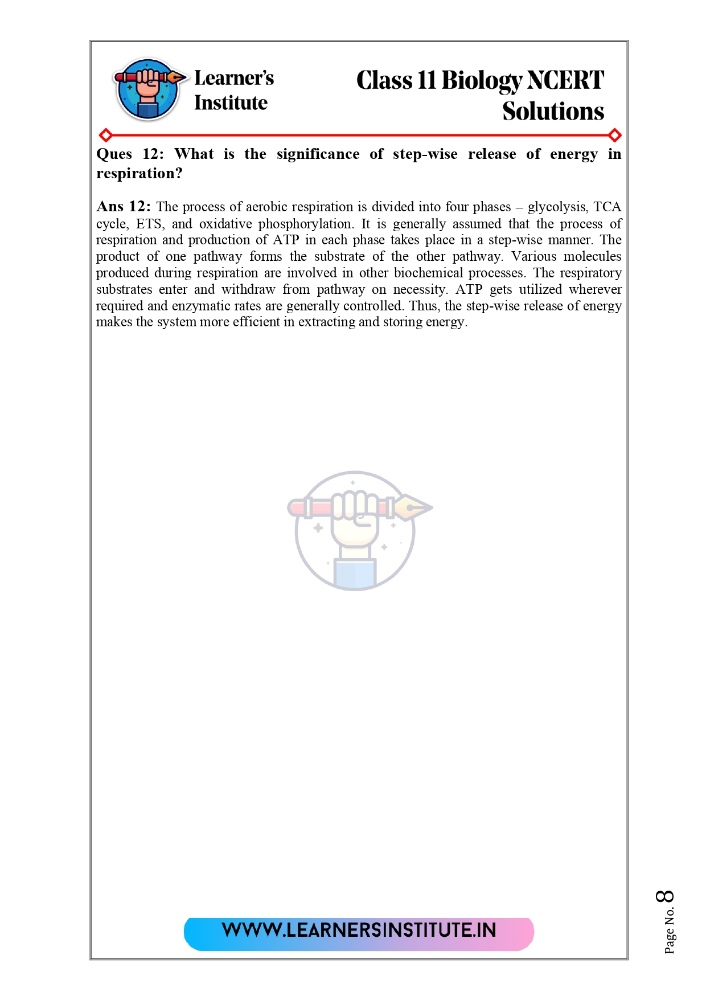 Learner's
Institute
Class 11 Biology NCERT
Solutions
Ques 12: What is the significance of step-wise release of energy in
respiration?
Ans 12: The process of aerobic respiration is divided into four phases – glycolysis, TCA
cycle, ETS, and oxidative phosphorylation. It is generally assumed that the process of
respiration and production of ATP in each phase takes place in a step-wise manner. The
product of one pathway forms the substrate of the other pathway. Various molecules
produced during respiration are involved in other biochemical processes. The respiratory
substrates enter and withdraw from pathway on necessity. ATP gets utilized wherever
required and enzymatic rates are generally controlled. Thus, the step-wise release of energy
makes the system more efficient in extracting and storing energy.
WWW.LEARNERSINSTITUTE.IN
Page No. 8